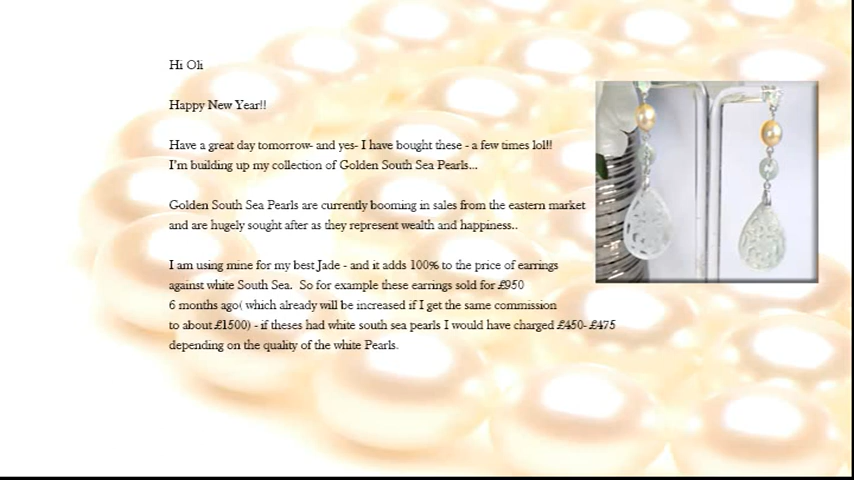 Hi Oli
Happy New Year!!
Have a great day tomorrow- and yes- I have bought these - a few times lol!!
I'm building up my collection of Golden South Sea Pearls...
Golden South Sea Pearls are currently booming in sales from the eastern market
and are hugely sought after as they represent wealth and happiness..
I am using mine for my best Jade - and it adds 100% to the price of earrings
against white South Sea.  So for example these earrings sold for £950
6 months ago( which already will be increased if I get the same commission
to about £1500) - if theses had white south sea pearls I would have charged £450- £475
depending on the quality of the white Pearls.